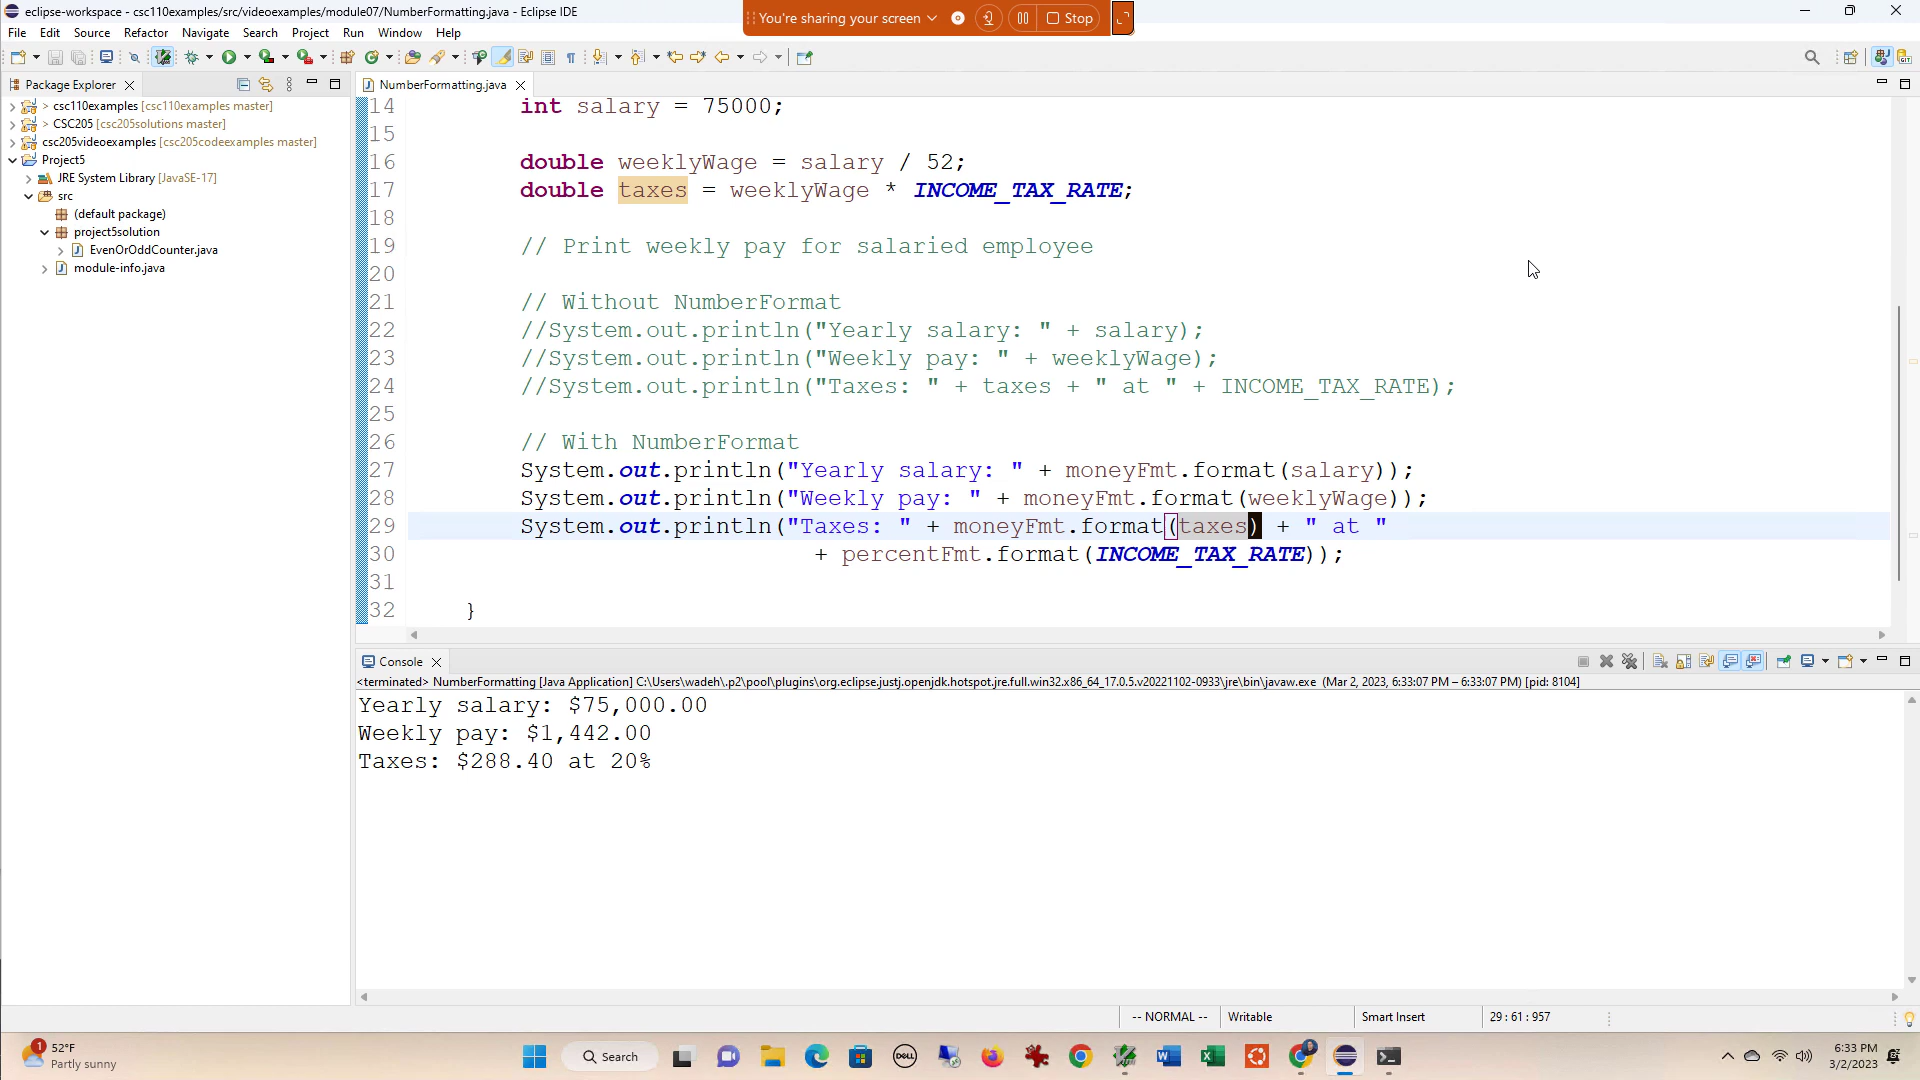 eclipse-workspace - csc110examples/src/videoexamples/module07/NumberFormatting.java - Eclipse IDE
You're sharing your screen
Stop
File Edit Source Refactor Navigate Search Project Run Window Help
Package Explorer
NumberFormatting.java
> csc110examples [csc110examples master]
> CSC205 [csc205solutions master]
csc205videoexamples [csc205codeexamples master]
Project5
JRE System Library [JavaSE-17]
src
(default package)
project5solution
EvenOrOddCounter.java
module-info.java
14 int salary = 75000;
15
16 double weeklyWage = salary / 52;
17 double taxes = weeklyWage * INCOME_TAX_RATE;
18
19 // Print weekly pay for salaried employee
20
21 // Without NumberFormat
22 //System.out.println("Yearly salary: " + salary);
23 //System.out.println("Weekly pay: " + weeklyWage);
24 //System.out.println("Taxes: " + taxes + " at " + INCOME_TAX_RATE);
25
26 // With NumberFormat
27 System.out.println("Yearly salary: " + moneyFmt.format(salary));
28 System.out.println("Weekly pay: " + moneyFmt.format(weeklyWage));
29 System.out.println("Taxes: " + moneyFmt.format(taxes) + " at "
30 + percentFmt.format(INCOME_TAX_RATE));
31
32 }
Console
<terminated> NumberFormatting [Java Application] C:\Users\wadeh\.p2\pool\plugins\org.eclipse.justj.openjdk.hotspot.jre.full.win32.x86_64_17.0.5.v20221102-0933\jre\bin\javaw.exe (Mar 2, 2023, 6:33:07 PM – 6:33:07 PM) [pid: 8104]
Yearly salary: $75,000.00
Weekly pay: $1,442.00
Taxes: $288.40 at 20%
-- NORMAL -- Writable Smart Insert 29 : 61 : 957
1
52°F
Partly sunny
Search
DELL
6:33 PM
3/2/2023